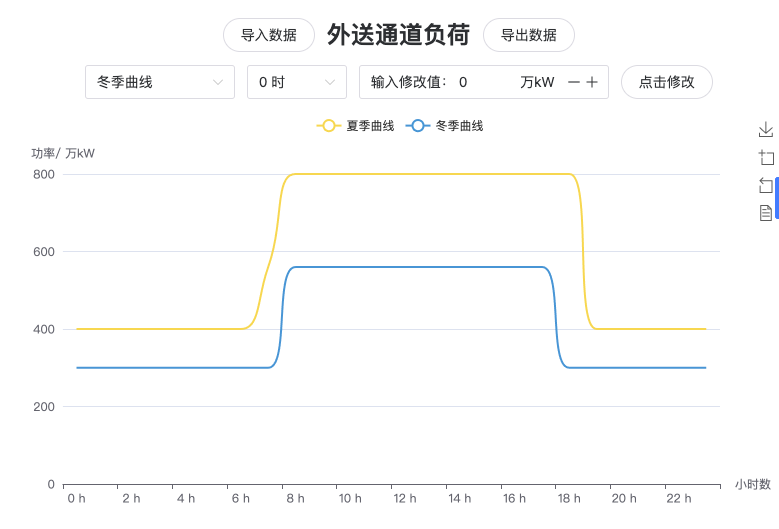 导入数据 外送通道负荷 导出数据
冬季曲线 0 时 输入修改值: 0 万kW 点击修改
夏季曲线 冬季曲线
功率/ 万kW
800
600
400
200
0
0 h 2 h 4 h 6 h 8 h 10 h 12 h 14 h 16 h 18 h 20 h 22 h 小时数